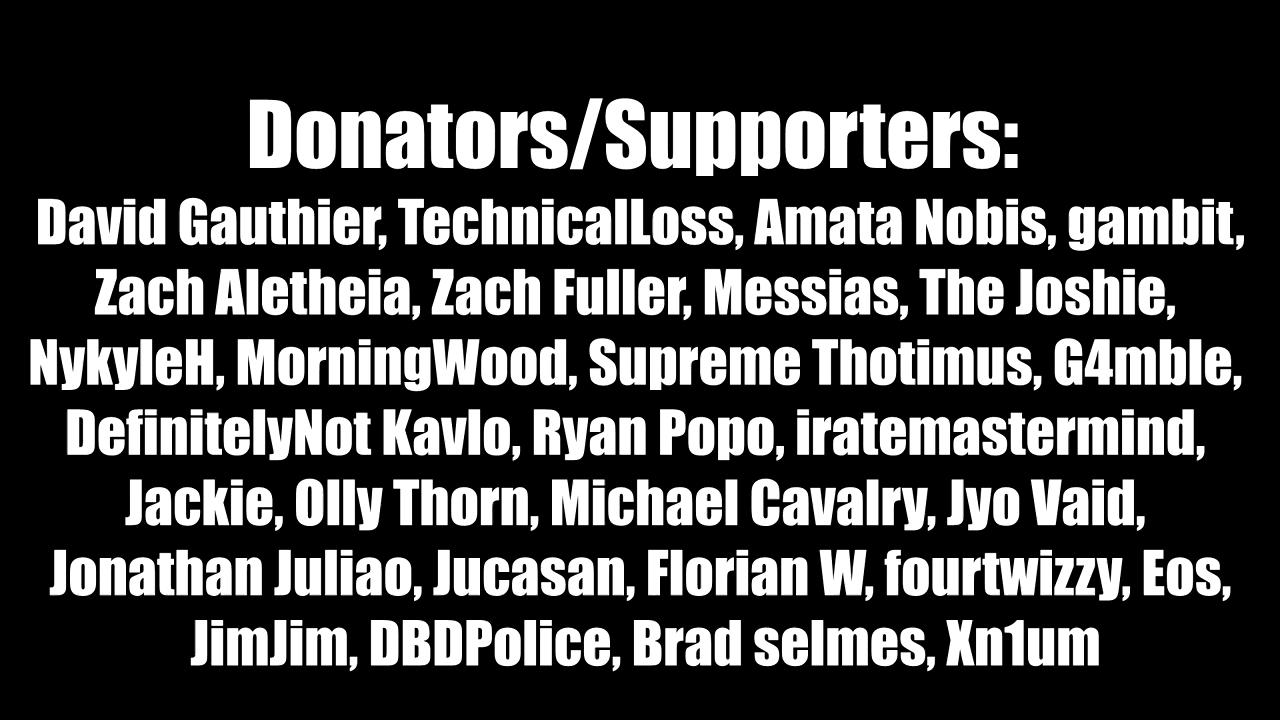 Donators/Supporters:
David Gauthier, TechnicalLoss, Amata Nobis, gambit,
Zach Aletheia, Zach Fuller, Messias, The Joshie,
NykyleH, MorningWood, Supreme Thotimus, G4mble,
DefinitelyNot Kavlo, Ryan Popo, iratemastermind,
Jackie, Olly Thorn, Michael Cavalry, Jyo Vaid,
Jonathan Juliao, Jucasan, Florian W, fourtwizzy, Eos,
JimJim, DBDPolice, Brad selmes, Xn1um